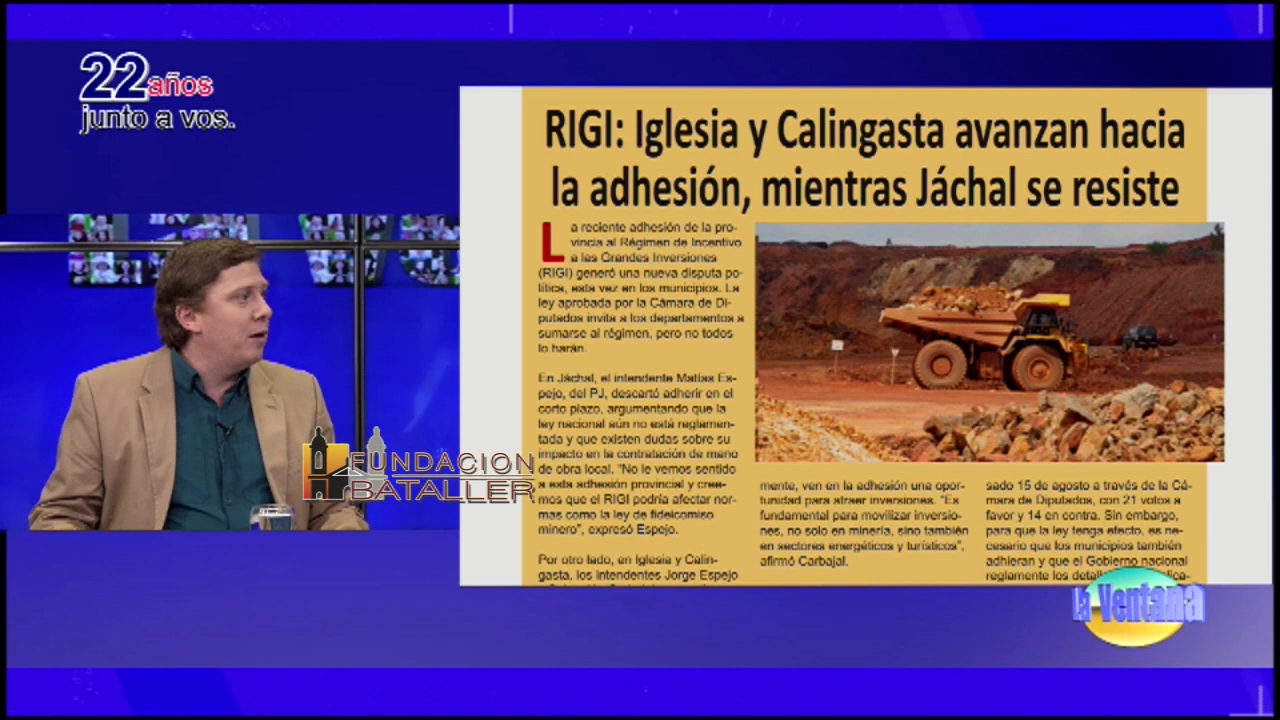 22 años
junto a vos.
RIGI: Iglesia y Calingasta avanzan hacia
la adhesión, mientras Jáchal se resiste
La reciente adhesión de la pro-
vincia al Régimen de Incentivo
a las Grandes Inversiones
(RIGI) generó una nueva disputa po-
lítica, esta vez en los municipios. La
ley aprobada por la Cámara de Di-
putados invita a los departamentos a
sumarse al régimen, pero no todos
lo harán.
En Jáchal, el intendente Matías Es-
pejo, del PJ, descartó adherir en el
corto plazo, argumentando que la
ley nacional aún no está reglamen-
tada y que existen dudas sobre su
impacto en la contratación de mano
de obra local. "No le vemos sentido
a esta adhesión provincial y cree-
mos que el RIGI podría afectar nor-
mas como la ley de fideicomiso
minero", expresó Espejo.
Por otro lado, en Iglesia y Calin-
gasta, los intendentes Jorge Espejo
mente, ven en la adhesión una opor-
tunidad para atraer inversiones. "Es
fundamental para movilizar inversio-
nes, no solo en minería, sino también
en sectores energéticos y turísticos",
afirmó Carbajal.
sado 15 de agosto a través de la Cá-
mara de Diputados, con 21 votos a
favor y 14 en contra. Sin embargo,
para que la ley tenga efecto, es ne-
cesario que los municipios también
adhieran y que el Gobierno nacional
reglamente los
FUNDACION
BATALLER
La Ventana